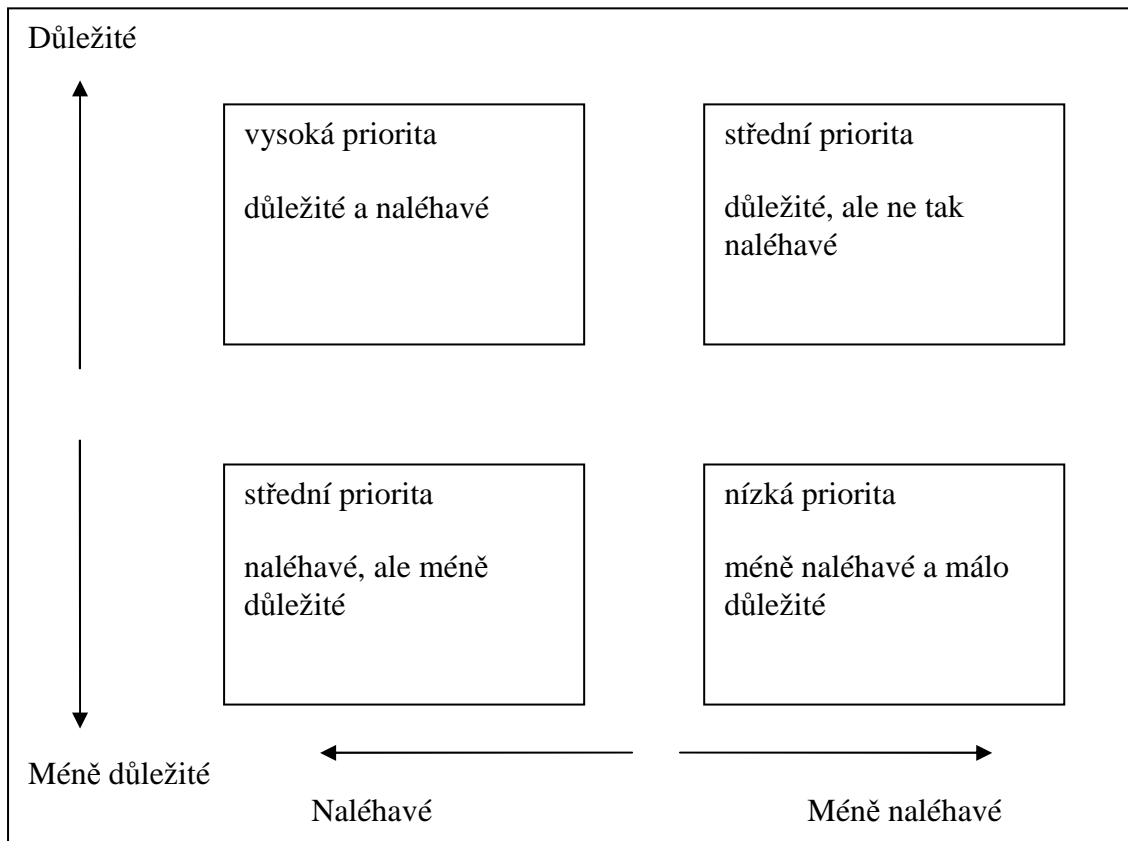 Důležité
vysoká priorita
důležité a naléhavé
střední priorita
důležité, ale ne tak
naléhavé
střední priorita
naléhavé, ale méně
důležité
nízká priorita
méně naléhavé a málo
důležité
Méně důležité
Naléhavé
Méně naléhavé